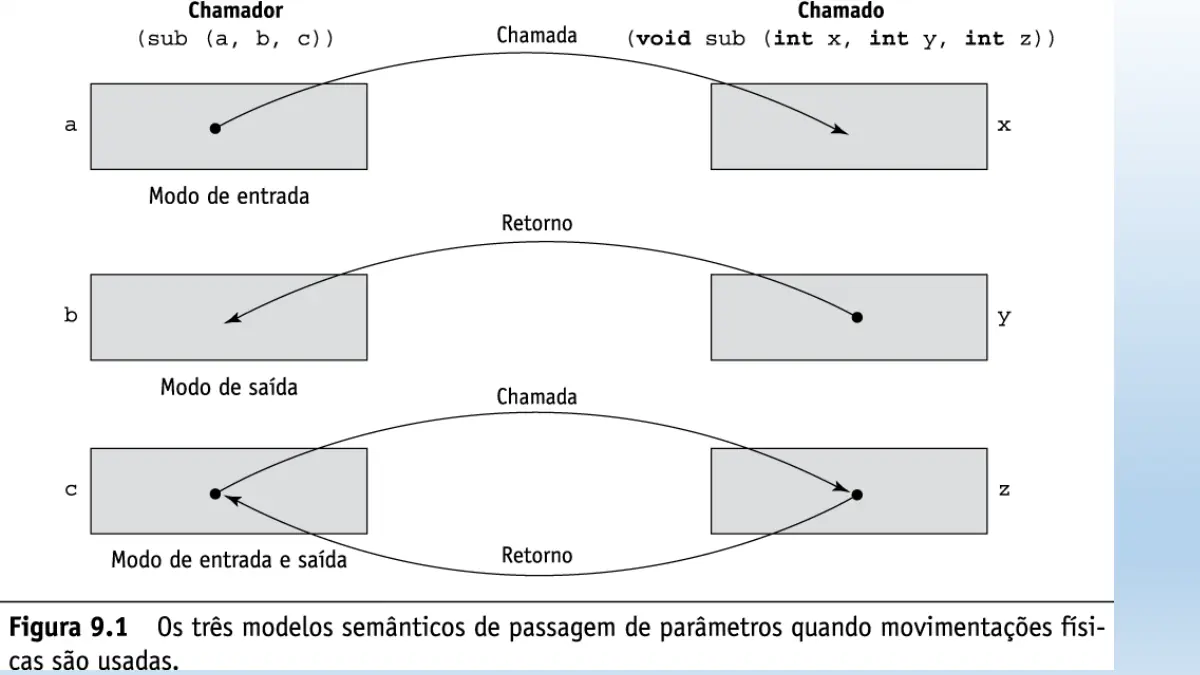 Chamador
(sub (a, b, c))
Chamada
Chamado
(void sub (int x, int y, int z))
a
x
Modo de entrada
Retorno
b
y
Modo de saída
Chamada
c
z
Modo de entrada e saída
Retorno
Figura 9.1 Os três modelos semânticos de passagem de parâmetros quando movimentações físi-
cas são usadas.